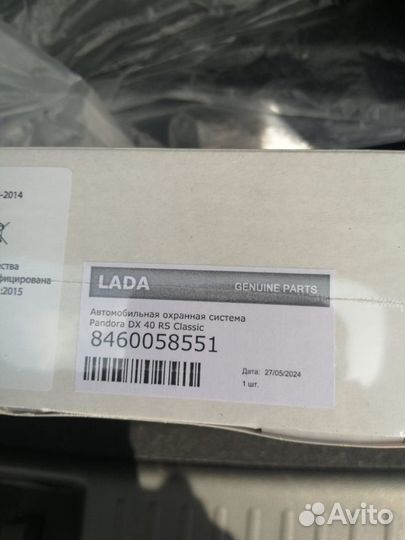 -2014
ества
фицирована
:2015
LADA GENUINE PARTS
Автомобильная охранная система
Pandora DX 40 RS Classic
8460058551
Дата: 27/05/2024
1 шт.
Avito